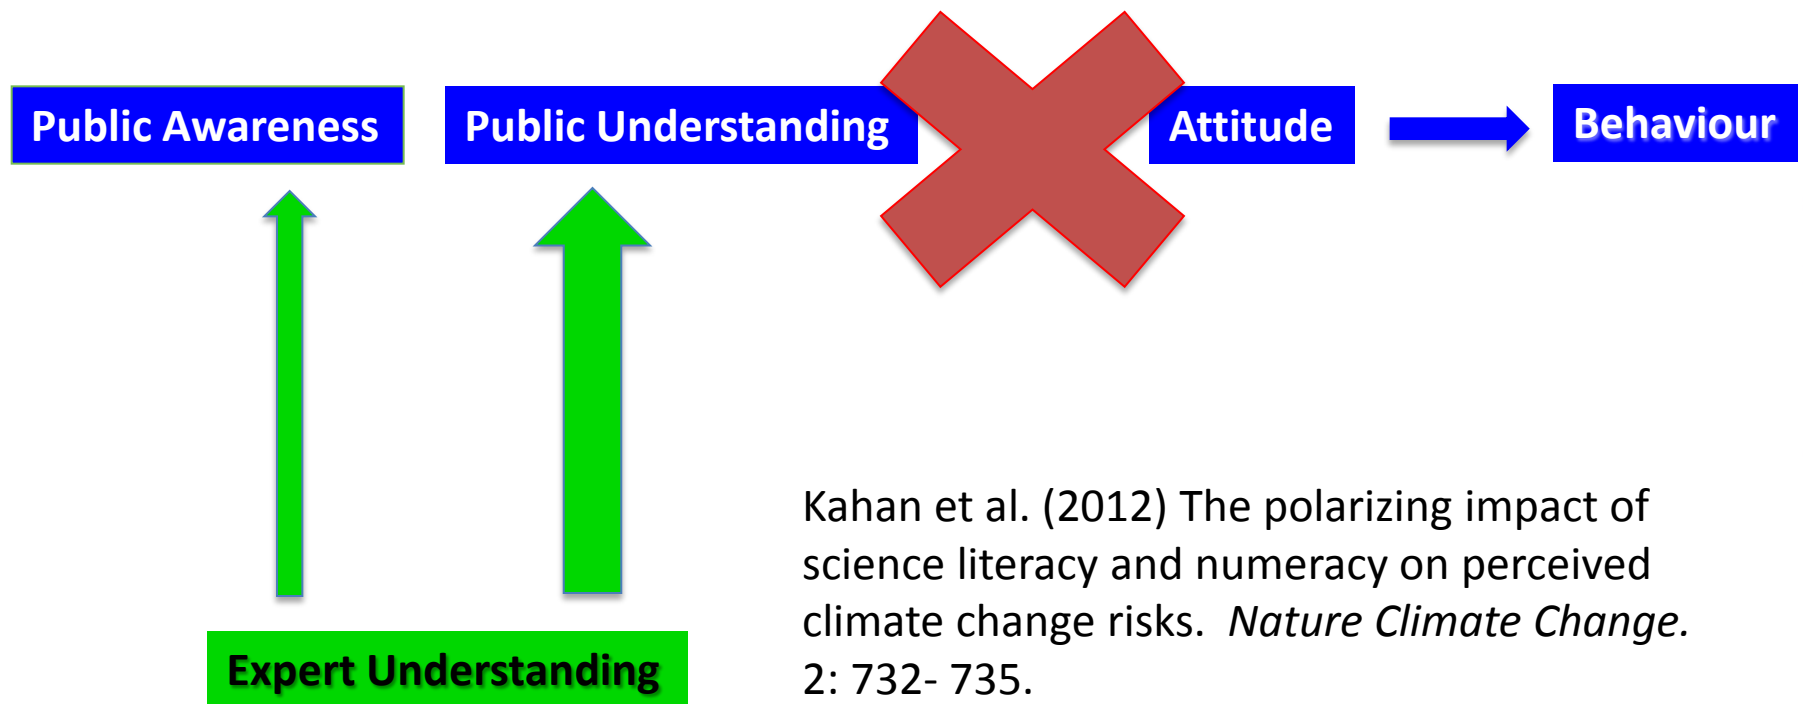 Public Awareness
Public Understanding
Attitude
Behaviour
Expert Understanding
Kahan et al. (2012) The polarizing impact of
science literacy and numeracy on perceived
climate change risks.  Nature Climate Change.
2: 732- 735.